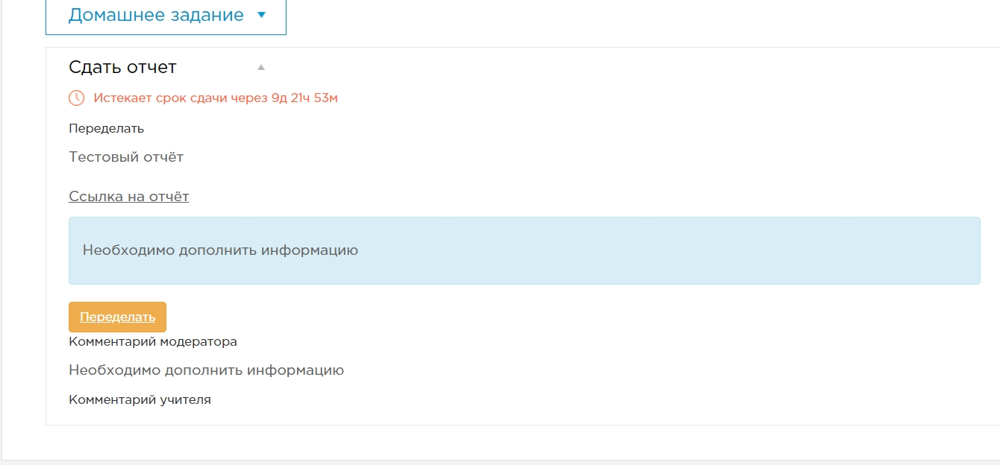 Домашнее задание
Сдать отчет
Истекает срок сдачи через 9д 21ч 53м
Переделать
Тестовый отчёт
Ссылка на отчёт
Необходимо дополнить информацию
Переделать
Комментарий модератора
Необходимо дополнить информацию
Комментарий учителя